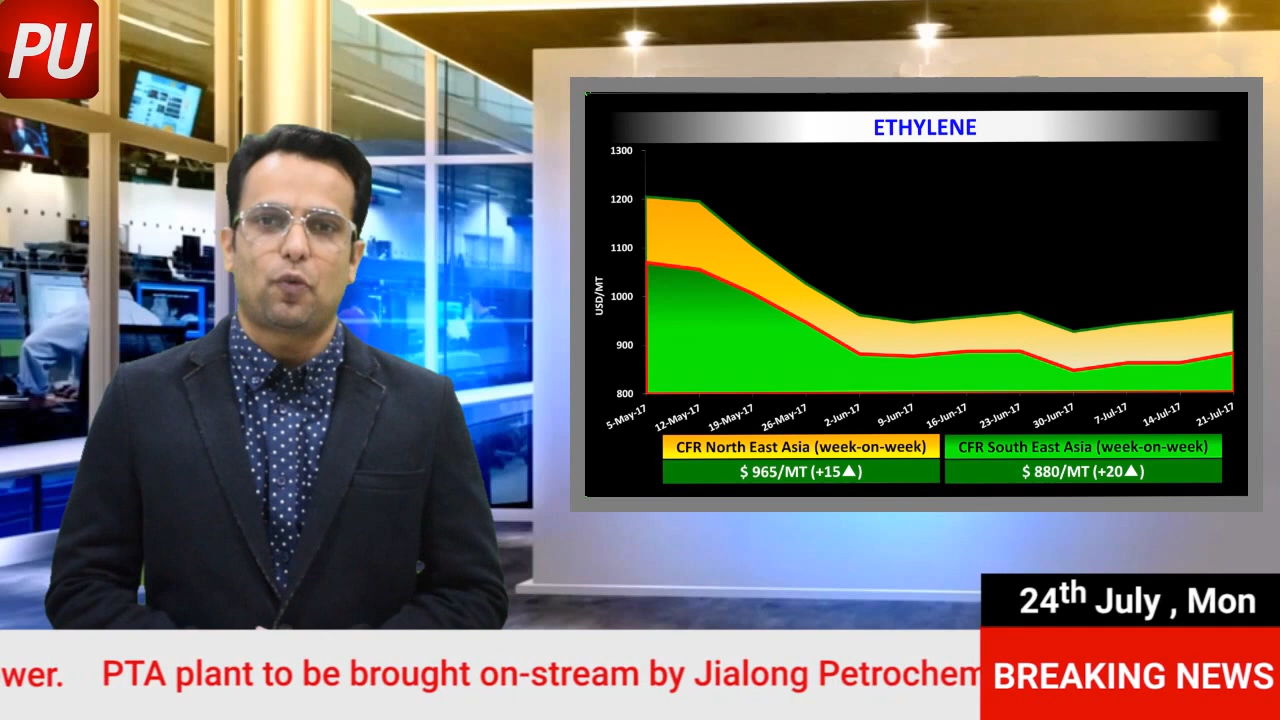 PU
ETHYLENE
1300
1200
1100
1000
900
800
USD/MT
5-May-17
12-May-17
19-May-17
26-May-17
2-Jun-17
9-Jun-17
16-Jun-17
23-Jun-17
30-Jun-17
7-Jul-17
14-Jul-17
21-Jul-17
CFR North East Asia (week-on-week)
$ 965/MT (+15▲)
CFR South East Asia (week-on-week)
$ 880/MT (+20▲)
24th July , Mon
wer. PTA plant to be brought on-stream by Jialong Petrochem
BREAKING NEWS